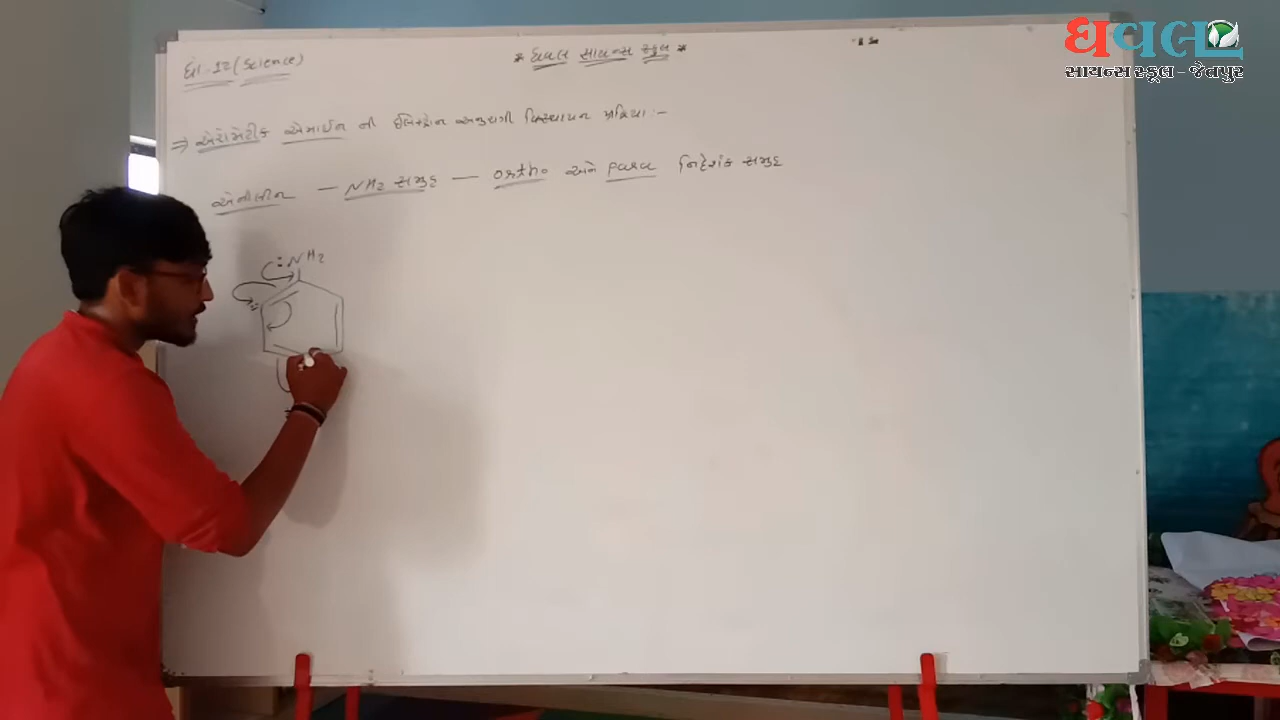 ધો-12 (Science)
* ધવલ સાયન્સ સ્કૂલ *
ધવલ
સાયન્સ સ્કૂલ - જેતપુર
⇒ એરોમેટીક એમાઈન ની ઈલેક્ટ્રોન અનુરાગી વિસ્થાપન પ્રક્રિયા :-
એનીલીન — NH2 સમુહ — ortho અને para નિર્દેશક સમુહ
:NH2